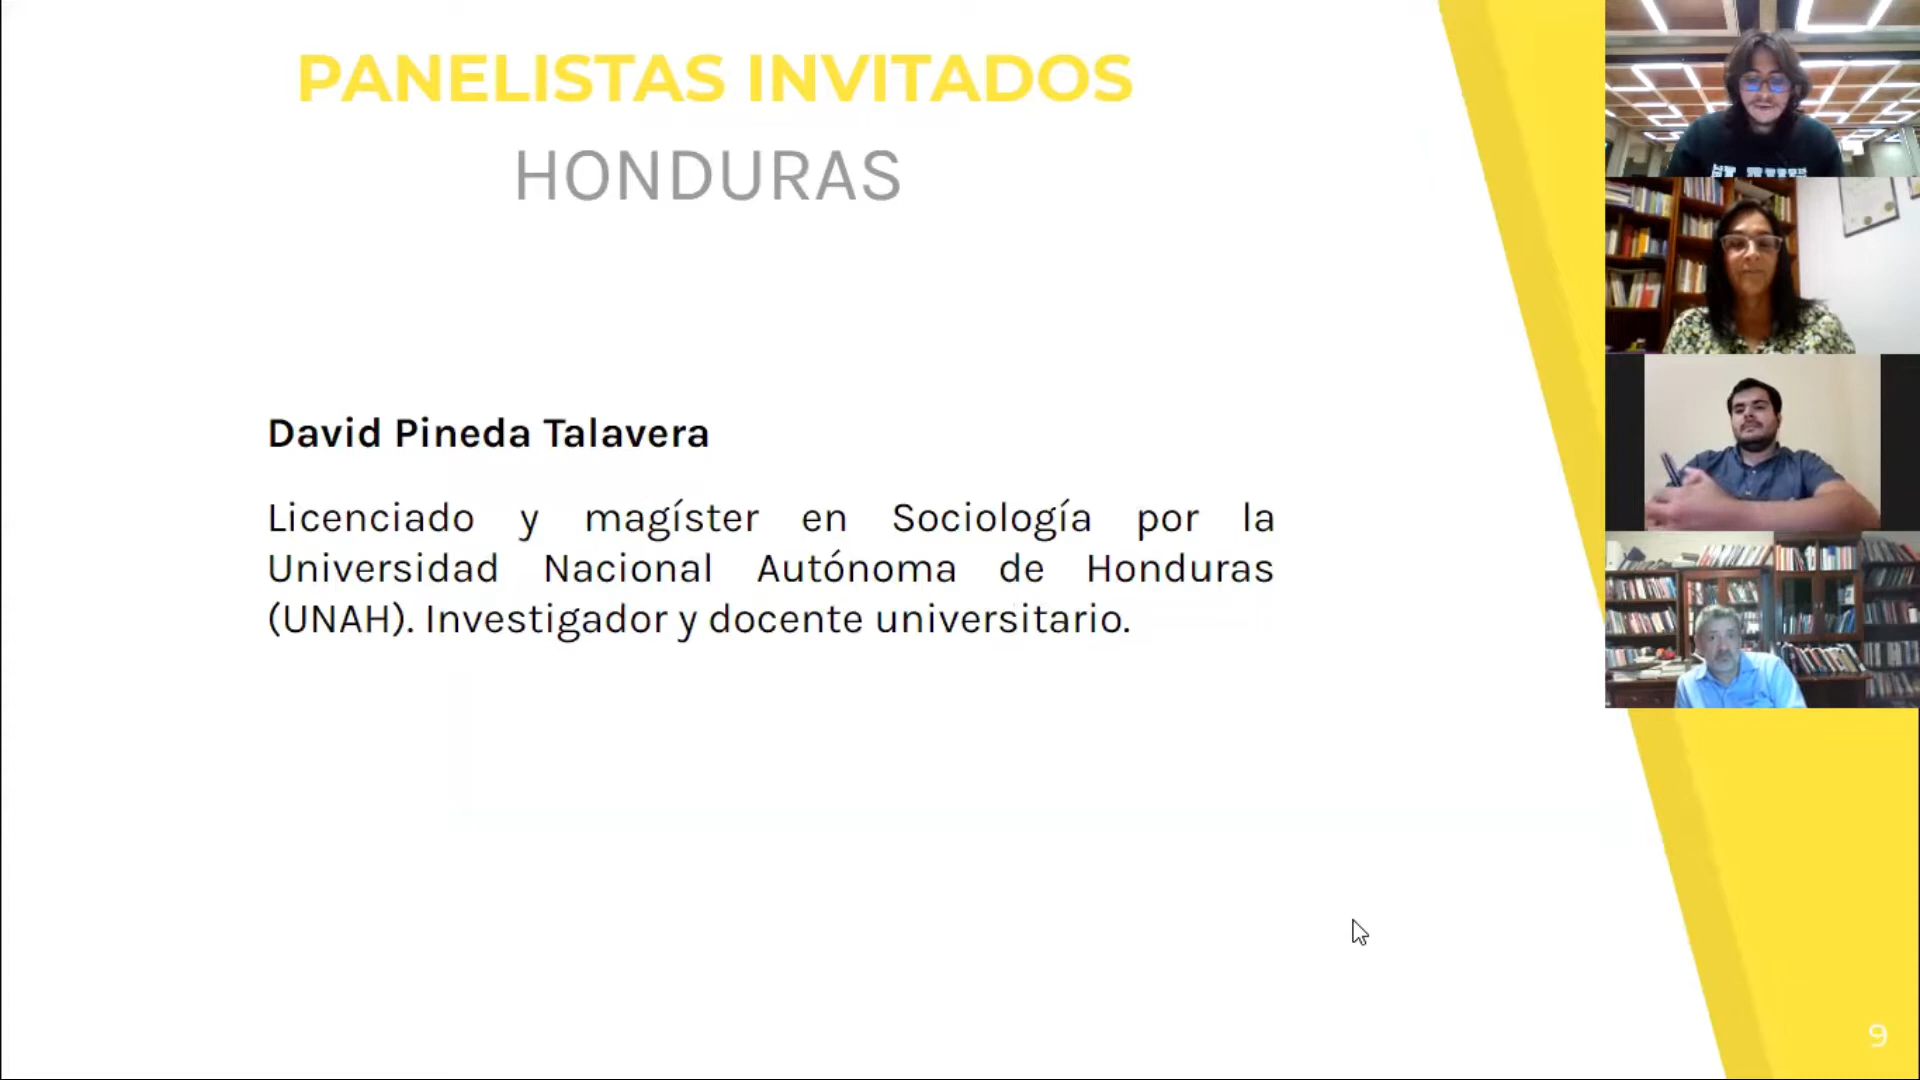 PANELISTAS INVITADOS
HONDURAS
David Pineda Talavera
Licenciado y magíster en Sociología por la
Universidad Nacional Autónoma de Honduras
(UNAH). Investigador y docente universitario.
9